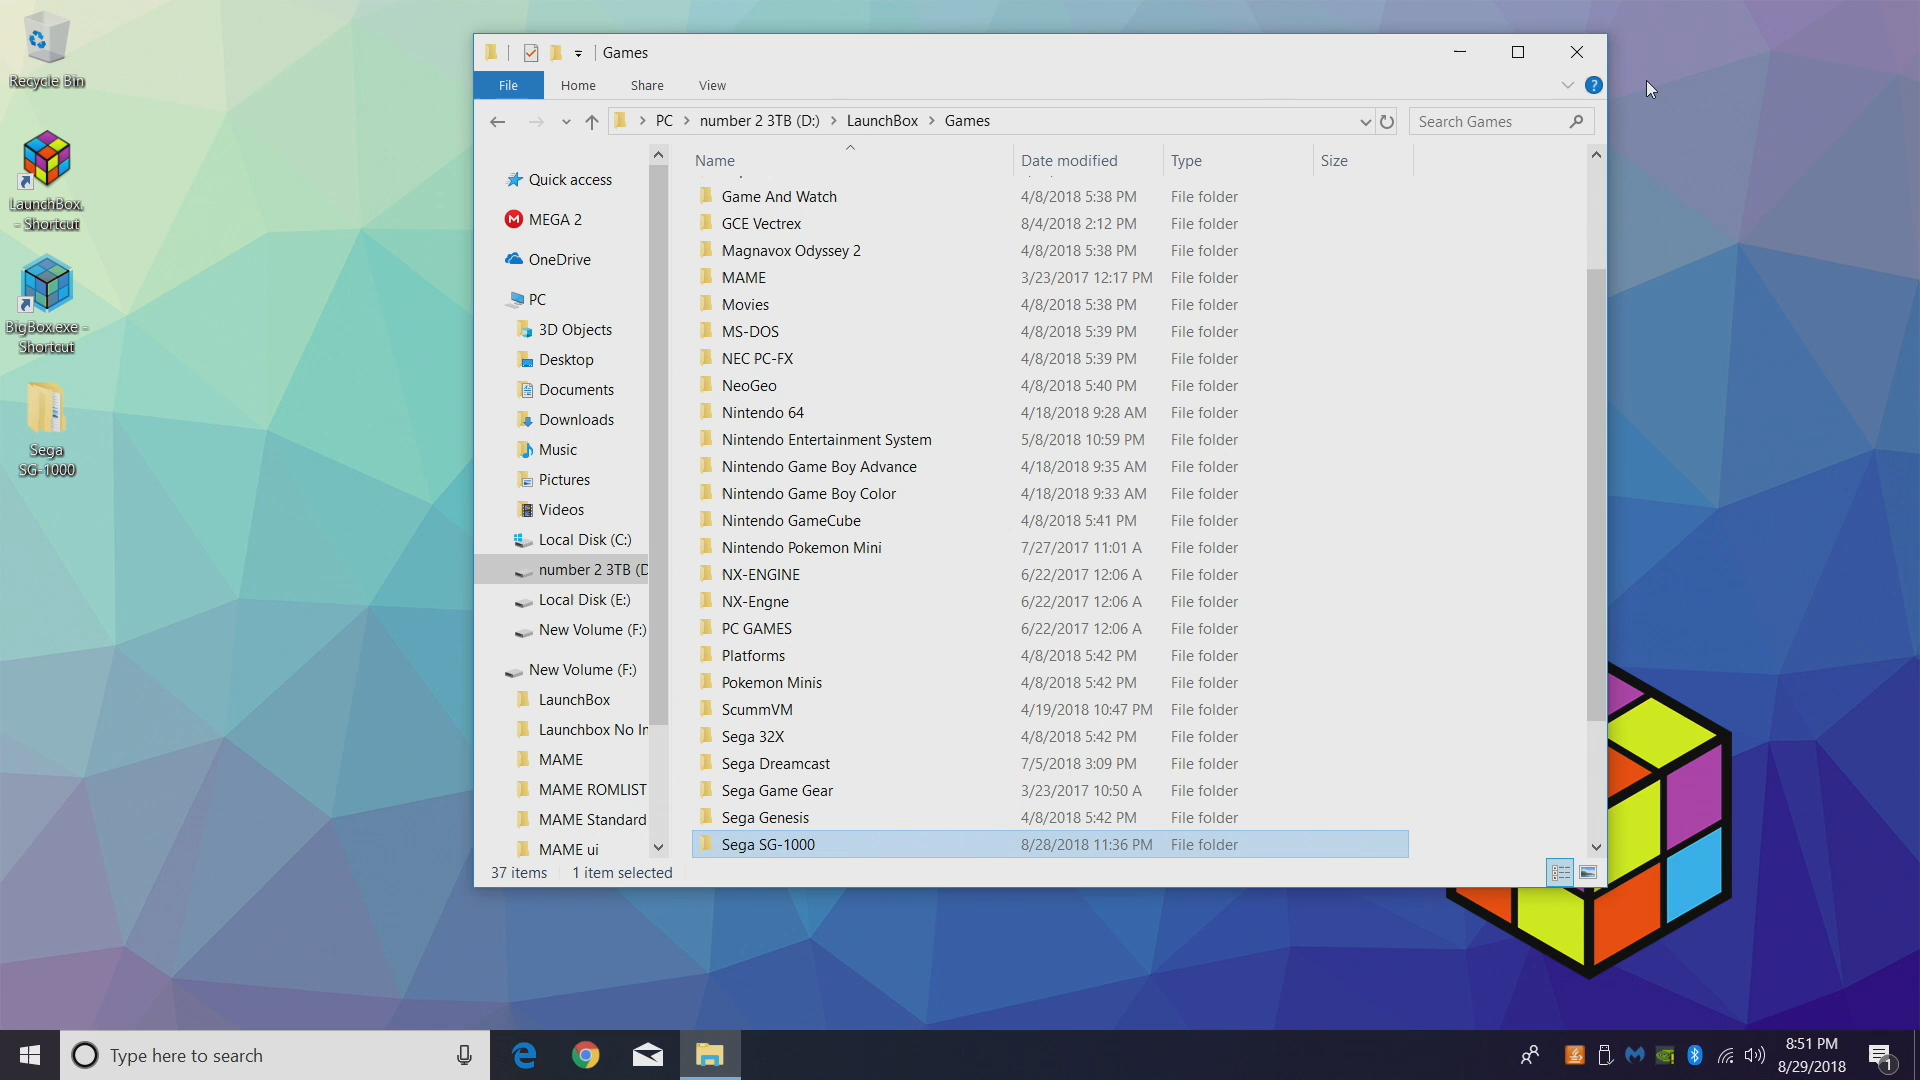 Recycle Bin
LaunchBox.
- Shortcut
BigBox.exe -
Shortcut
Sega
SG-1000
Games
File
Home
Share
View
PC
number 2 3TB (D:)
LaunchBox
Games
Search Games
Name
Date modified
Type
Size
Quick access
MEGA 2
OneDrive
PC
3D Objects
Desktop
Documents
Downloads
Music
Pictures
Videos
Local Disk (C:)
number 2 3TB (D
Local Disk (E:)
New Volume (F:)
New Volume (F:)
LaunchBox
Launchbox No In
MAME
MAME ROMLIST
MAME Standard
MAME ui
Game And Watch 4/8/2018 5:38 PM File folder
GCE Vectrex 8/4/2018 2:12 PM File folder
Magnavox Odyssey 2 4/8/2018 5:38 PM File folder
MAME 3/23/2017 12:17 PM File folder
Movies 4/8/2018 5:38 PM File folder
MS-DOS 4/8/2018 5:39 PM File folder
NEC PC-FX 4/8/2018 5:39 PM File folder
NeoGeo 4/8/2018 5:40 PM File folder
Nintendo 64 4/18/2018 9:28 AM File folder
Nintendo Entertainment System 5/8/2018 10:59 PM File folder
Nintendo Game Boy Advance 4/18/2018 9:35 AM File folder
Nintendo Game Boy Color 4/18/2018 9:33 AM File folder
Nintendo GameCube 4/8/2018 5:41 PM File folder
Nintendo Pokemon Mini 7/27/2017 11:01 A File folder
NX-ENGINE 6/22/2017 12:06 A File folder
NX-Engne 6/22/2017 12:06 A File folder
PC GAMES 6/22/2017 12:06 A File folder
Platforms 4/8/2018 5:42 PM File folder
Pokemon Minis 4/8/2018 5:42 PM File folder
ScummVM 4/19/2018 10:47 PM File folder
Sega 32X 4/8/2018 5:42 PM File folder
Sega Dreamcast 7/5/2018 3:09 PM File folder
Sega Game Gear 3/23/2017 10:50 A File folder
Sega Genesis 4/8/2018 5:42 PM File folder
Sega SG-1000 8/28/2018 11:36 PM File folder
37 items 1 item selected
Type here to search
8:51 PM
8/29/2018
1